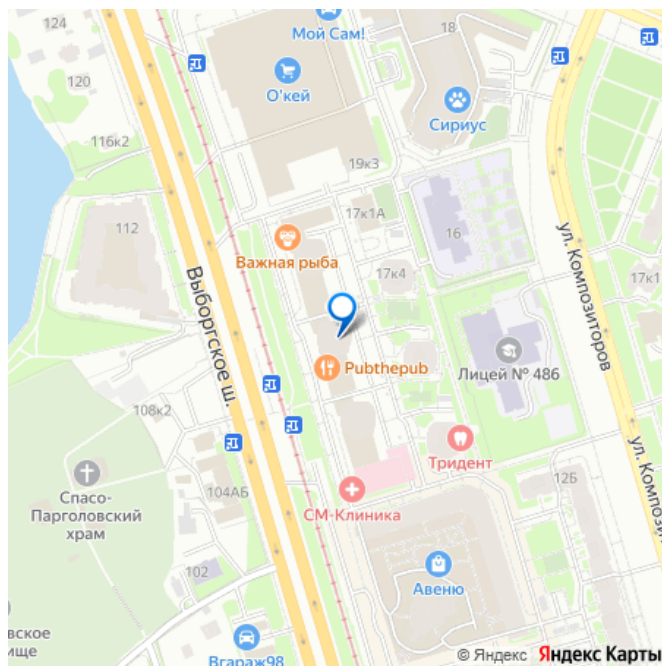 124
Мой Сам!
18
120
О'кей
Сириус
116к2
19к3
112
17к1А
16
Важная рыба
17к4
17к1
ул. Композиторов
Выборгское ш.
Pubthepub
Лицей № 486
108к2
Тридент
ул. Композит
Спасо-
Парголовский
храм
104АБ
12Б
СМ-Клиника
102
Авеню
вское
ище
Вгараж98
© Яндекс Яндекс Карты